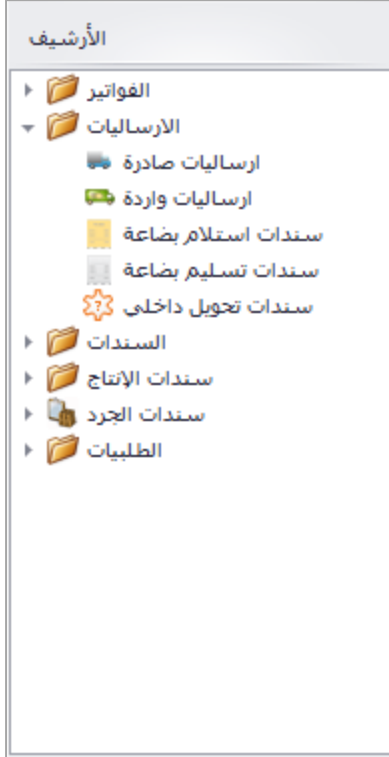 الأرشيف
الفواتير
الارساليات
ارساليات صادرة
ارساليات واردة
سندات استلام بضاعة
سندات تسليم بضاعة
سندات تحويل داخلي
السندات
سندات الإنتاج
سندات الجرد
الطلبيات